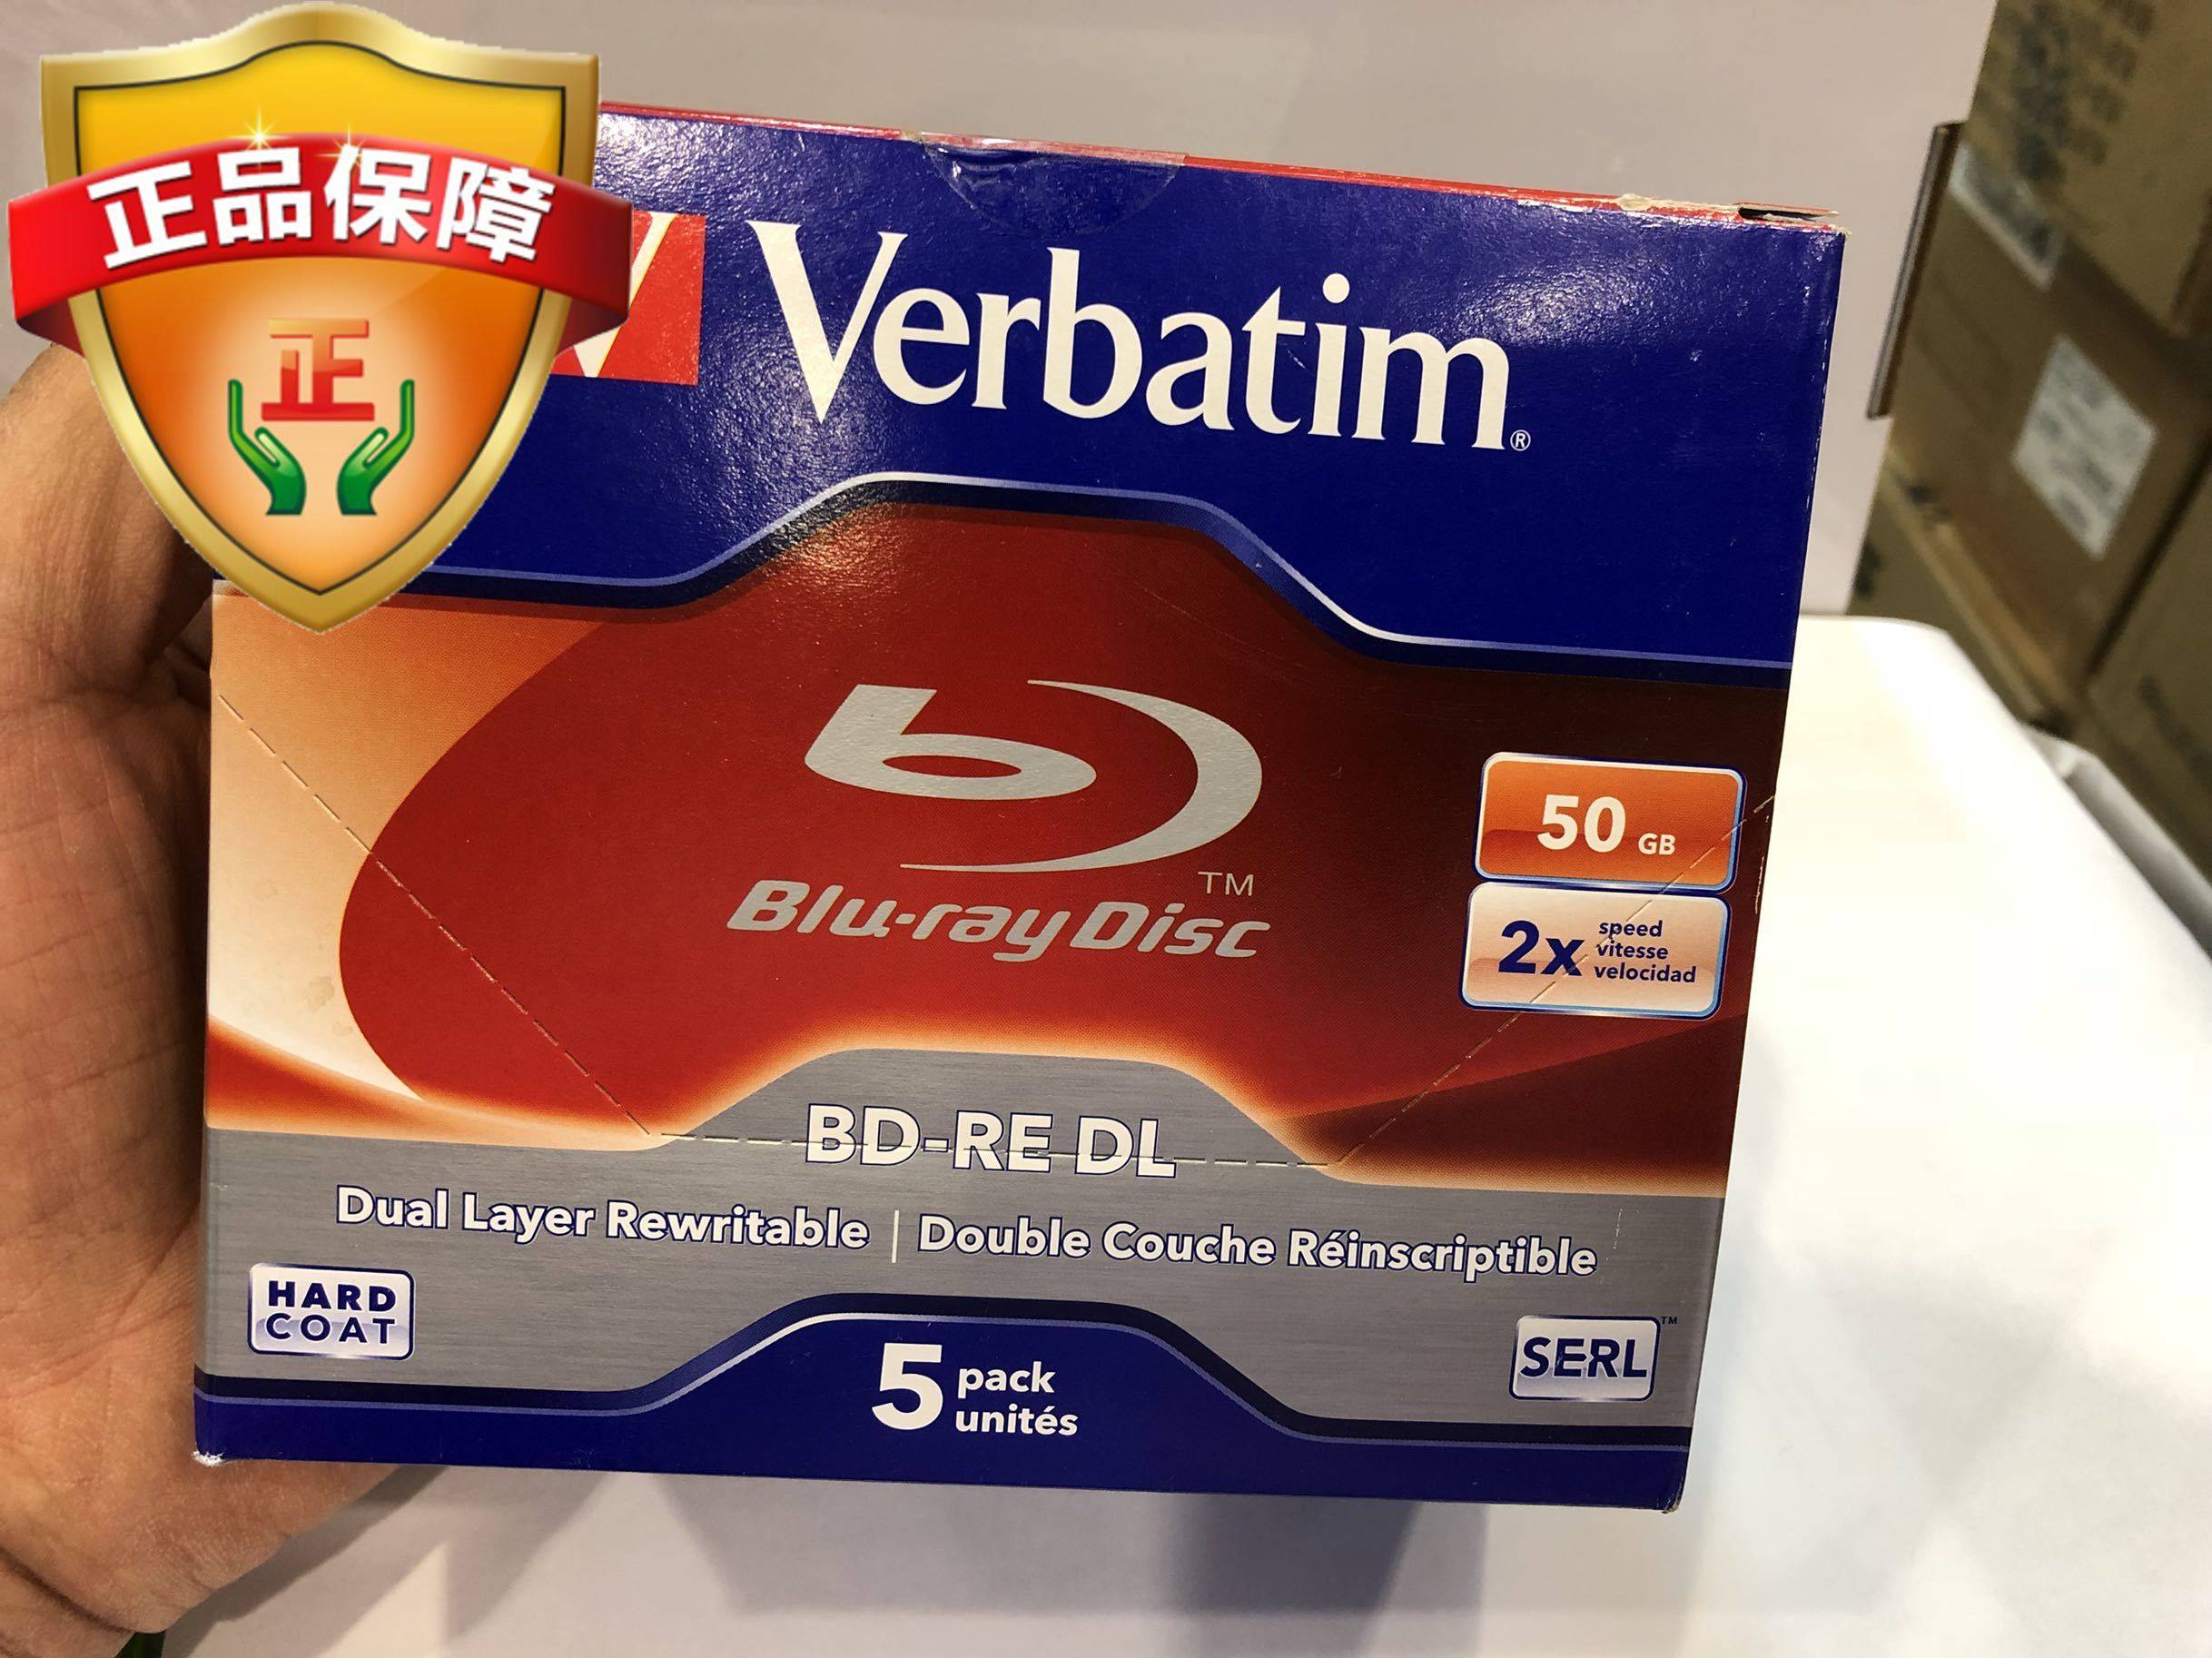 正品保障
正
Verbatim®
Blu-ray Disc™
50 GB
2x speed
vitesse
velocidad
BD-RE DL
Dual Layer Rewritable | Double Couche Réinscriptible
HARD
COAT
SERL™
5 pack
unités